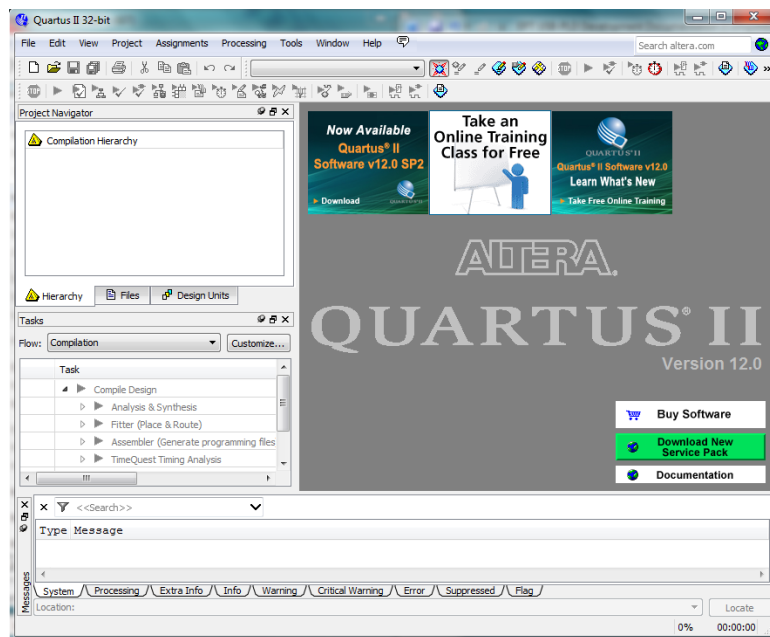 Quartus II 32-bit
File Edit View Project Assignments Processing Tools Window Help
Search altera.com
Project Navigator
Compilation Hierarchy
Hierarchy Files Design Units
Tasks
Flow: Compilation Customize...
Task
Compile Design
Analysis & Synthesis
Fitter (Place & Route)
Assembler (Generate programming files
TimeQuest Timing Analysis
Now Available
Quartus® II
Software v12.0 SP2
Download
Take an
Online Training
Class for Free
QUARTUS II
Quartus® II Software v12.0
Learn What's New
Take Free Online Training
ALTERA.
QUARTUS® II
Version 12.0
Buy Software
Download New
Service Pack
Documentation
<<Search>>
Type Message
System Processing Extra Info Info Warning Critical Warning Error Suppressed Flag
Messages
Location: Locate
0% 00:00:00